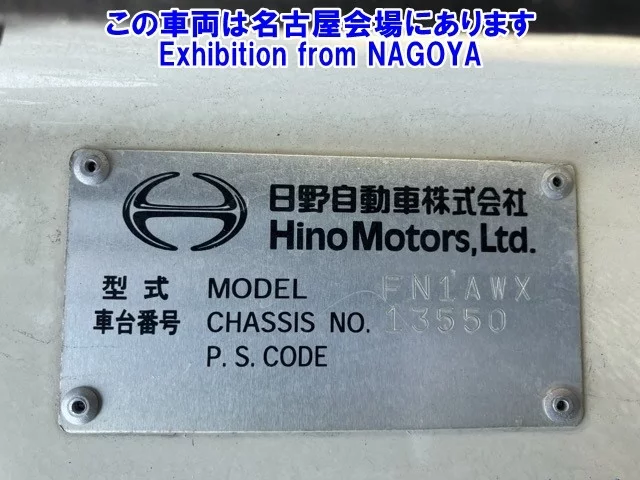 この車両は名古屋会場にあります
Exhibition from NAGOYA
日野自動車株式会社
Hino Motors, Ltd.
型式 MODEL FN1AWX
車台番号 CHASSIS NO. 13550
P. S. CODE